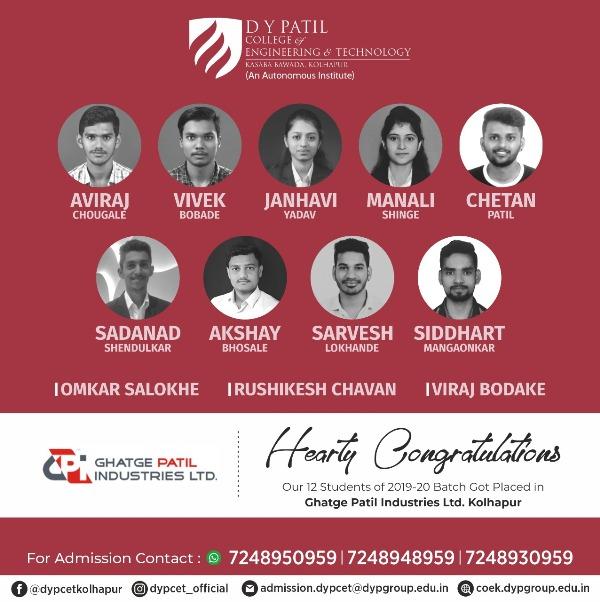 D Y PATIL
COLLEGE of
ENGINEERING & TECHNOLOGY
KASABA BAWADA, KOLHAPUR
(An Autonomous Institute)
AVIRAJ
CHOUGALE
VIVEK
BOBADE
JANHAVI
YADAV
MANALI
SHINGE
CHETAN
PATIL
SADANAD
SHENDULKAR
AKSHAY
BHOSALE
SARVESH
LOKHANDE
SIDDHART
MANGAONKAR
|OMKAR SALOKHE |RUSHIKESH CHAVAN |VIRAJ BODAKE
GHATGE PATIL
INDUSTRIES LTD.
Hearty Congratulations
Our 12 Students of 2019-20 Batch Got Placed in
Ghatge Patil Industries Ltd. Kolhapur
For Admission Contact : 7248950959 | 7248948959 | 7248930959
@dypcetkolhapur dypcet_official admission.dypcet@dypgroup.edu.in coek.dypgroup.edu.in